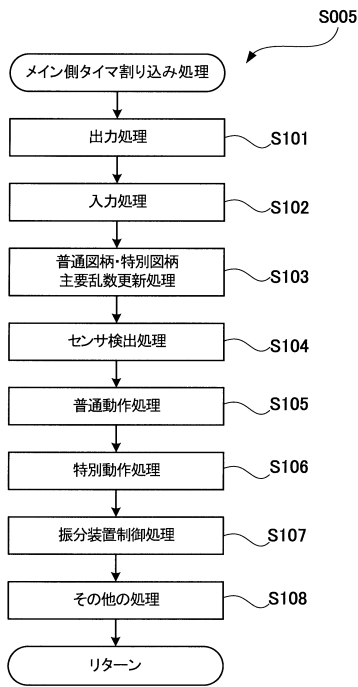 S005
メイン側タイマ割り込み処理
出力処理
S101
入力処理
S102
普通図柄・特別図柄
主要乱数更新処理
S103
センサ検出処理
S104
普通動作処理
S105
特別動作処理
S106
振分装置制御処理
S107
その他の処理
S108
リターン